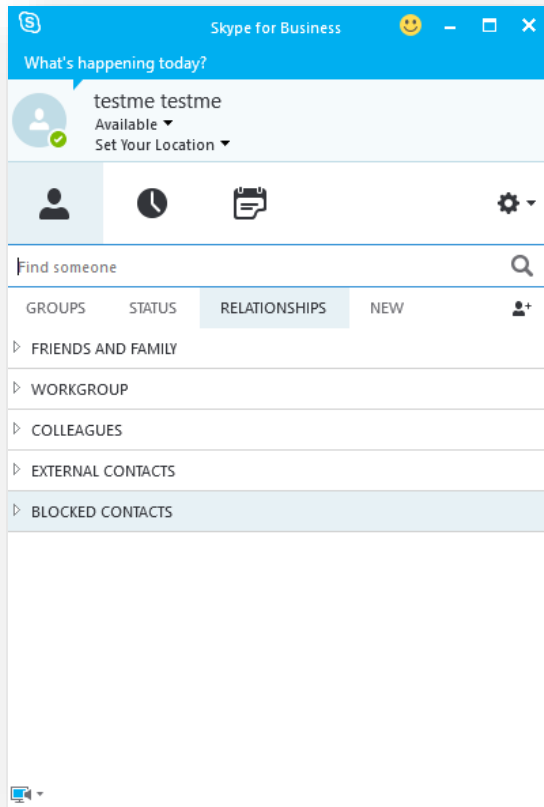 Skype for Business
What's happening today?
testme testme
Available
Set Your Location
Find someone
GROUPS STATUS RELATIONSHIPS NEW
FRIENDS AND FAMILY
WORKGROUP
COLLEAGUES
EXTERNAL CONTACTS
BLOCKED CONTACTS